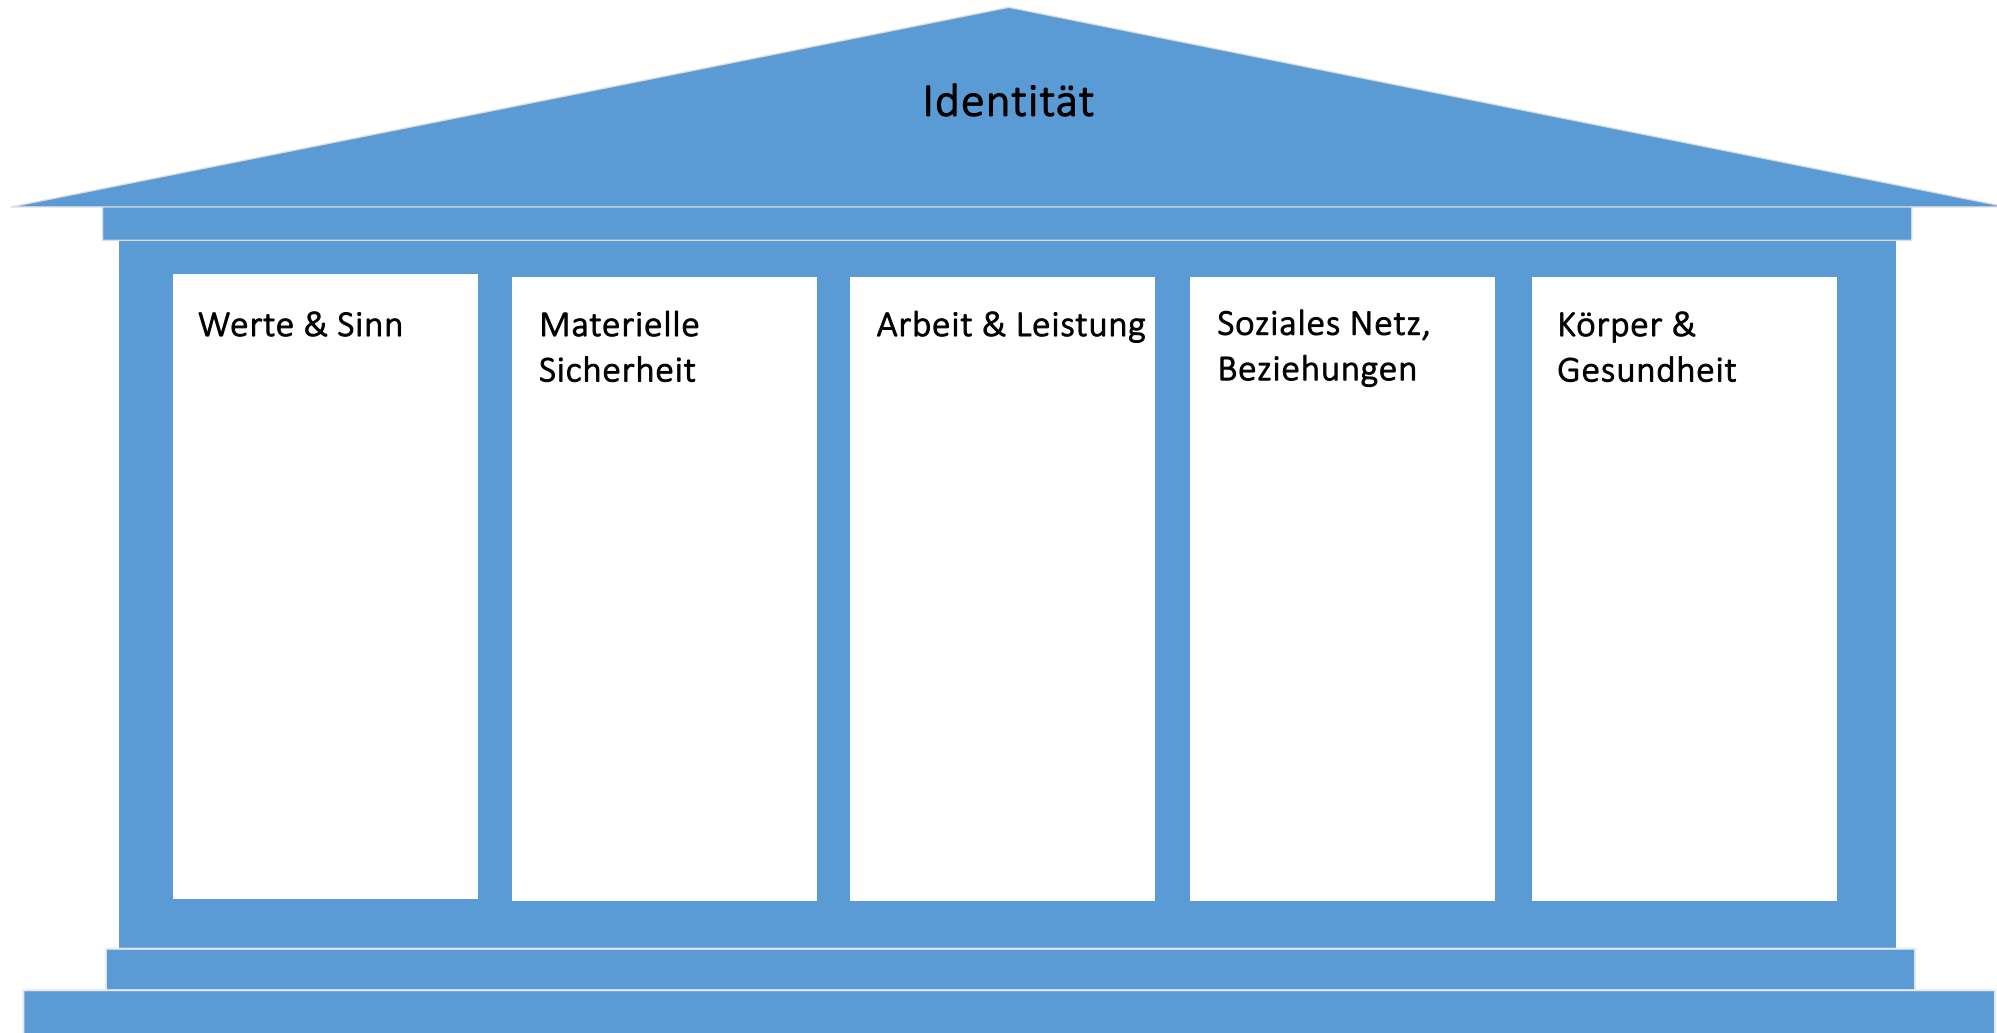 Identität
Werte & Sinn
Materielle
Sicherheit
Arbeit & Leistung
Soziales Netz,
Beziehungen
Körper &
Gesundheit